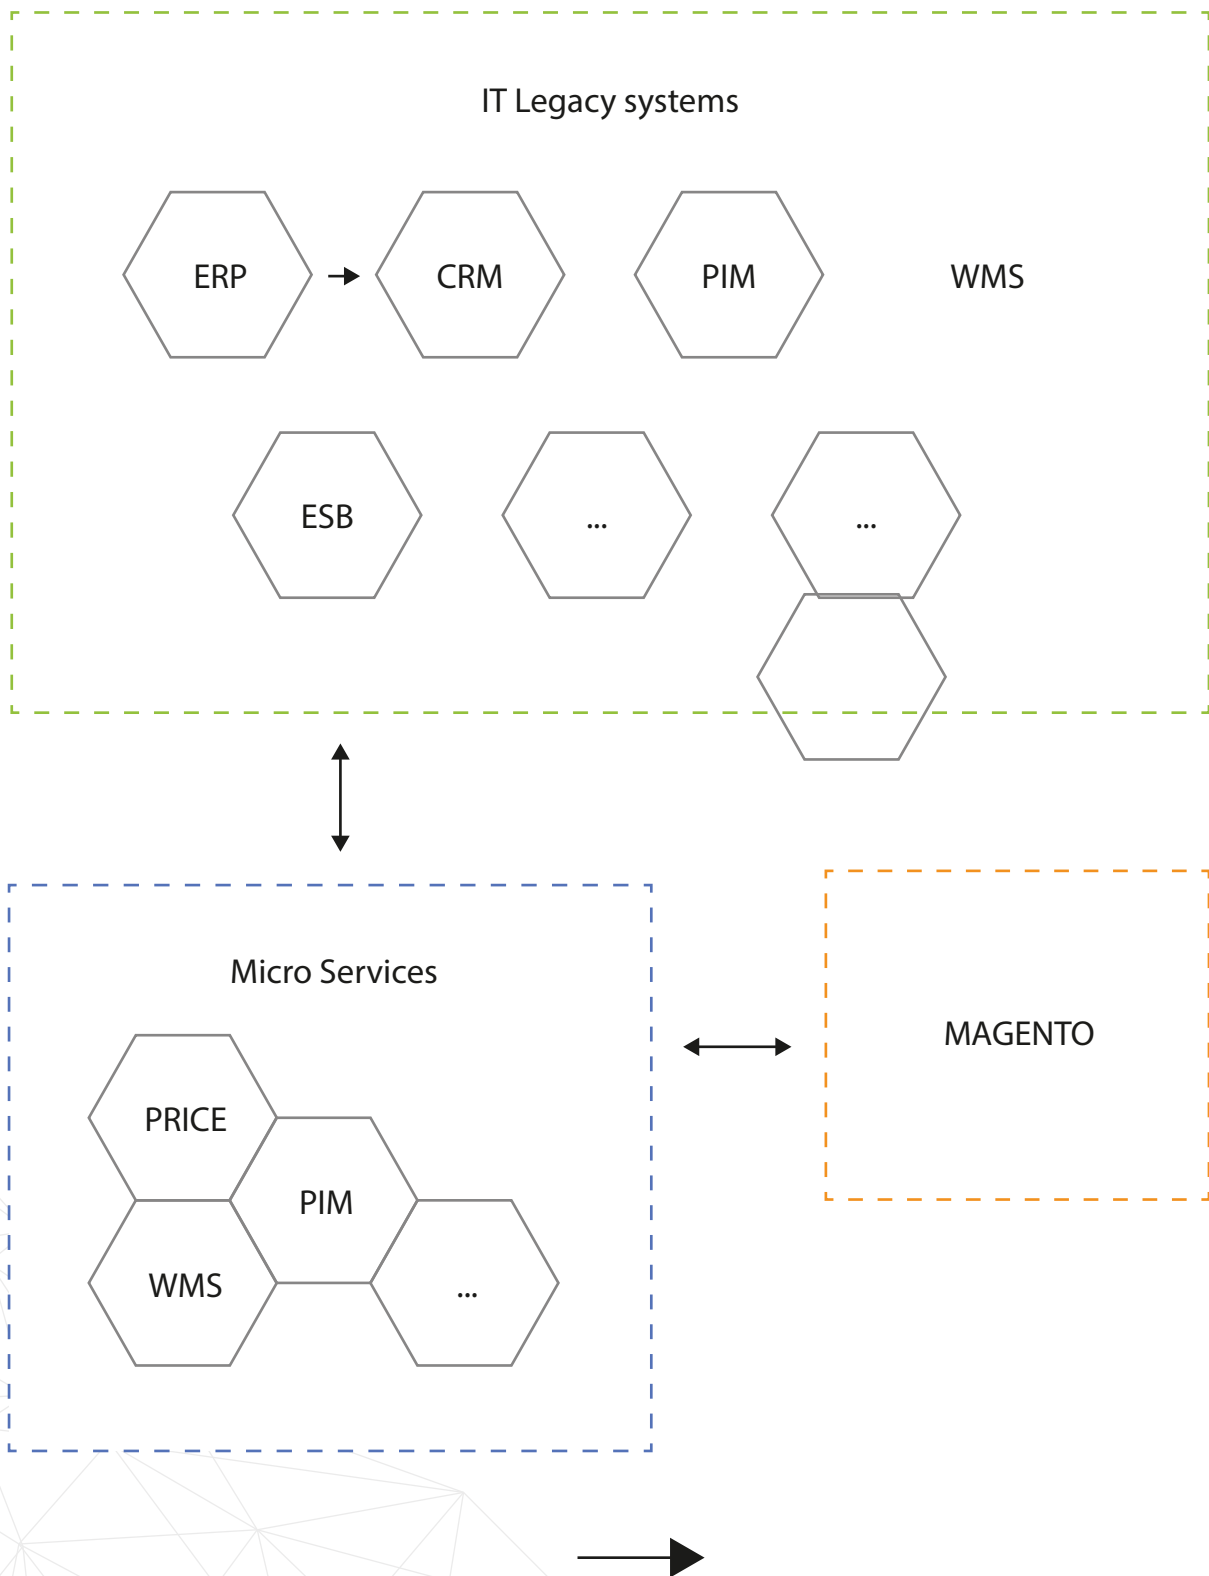 IT Legacy systems
ERP
CRM
PIM
WMS
ESB
...
...
Micro Services
PRICE
PIM
WMS
...
MAGENTO